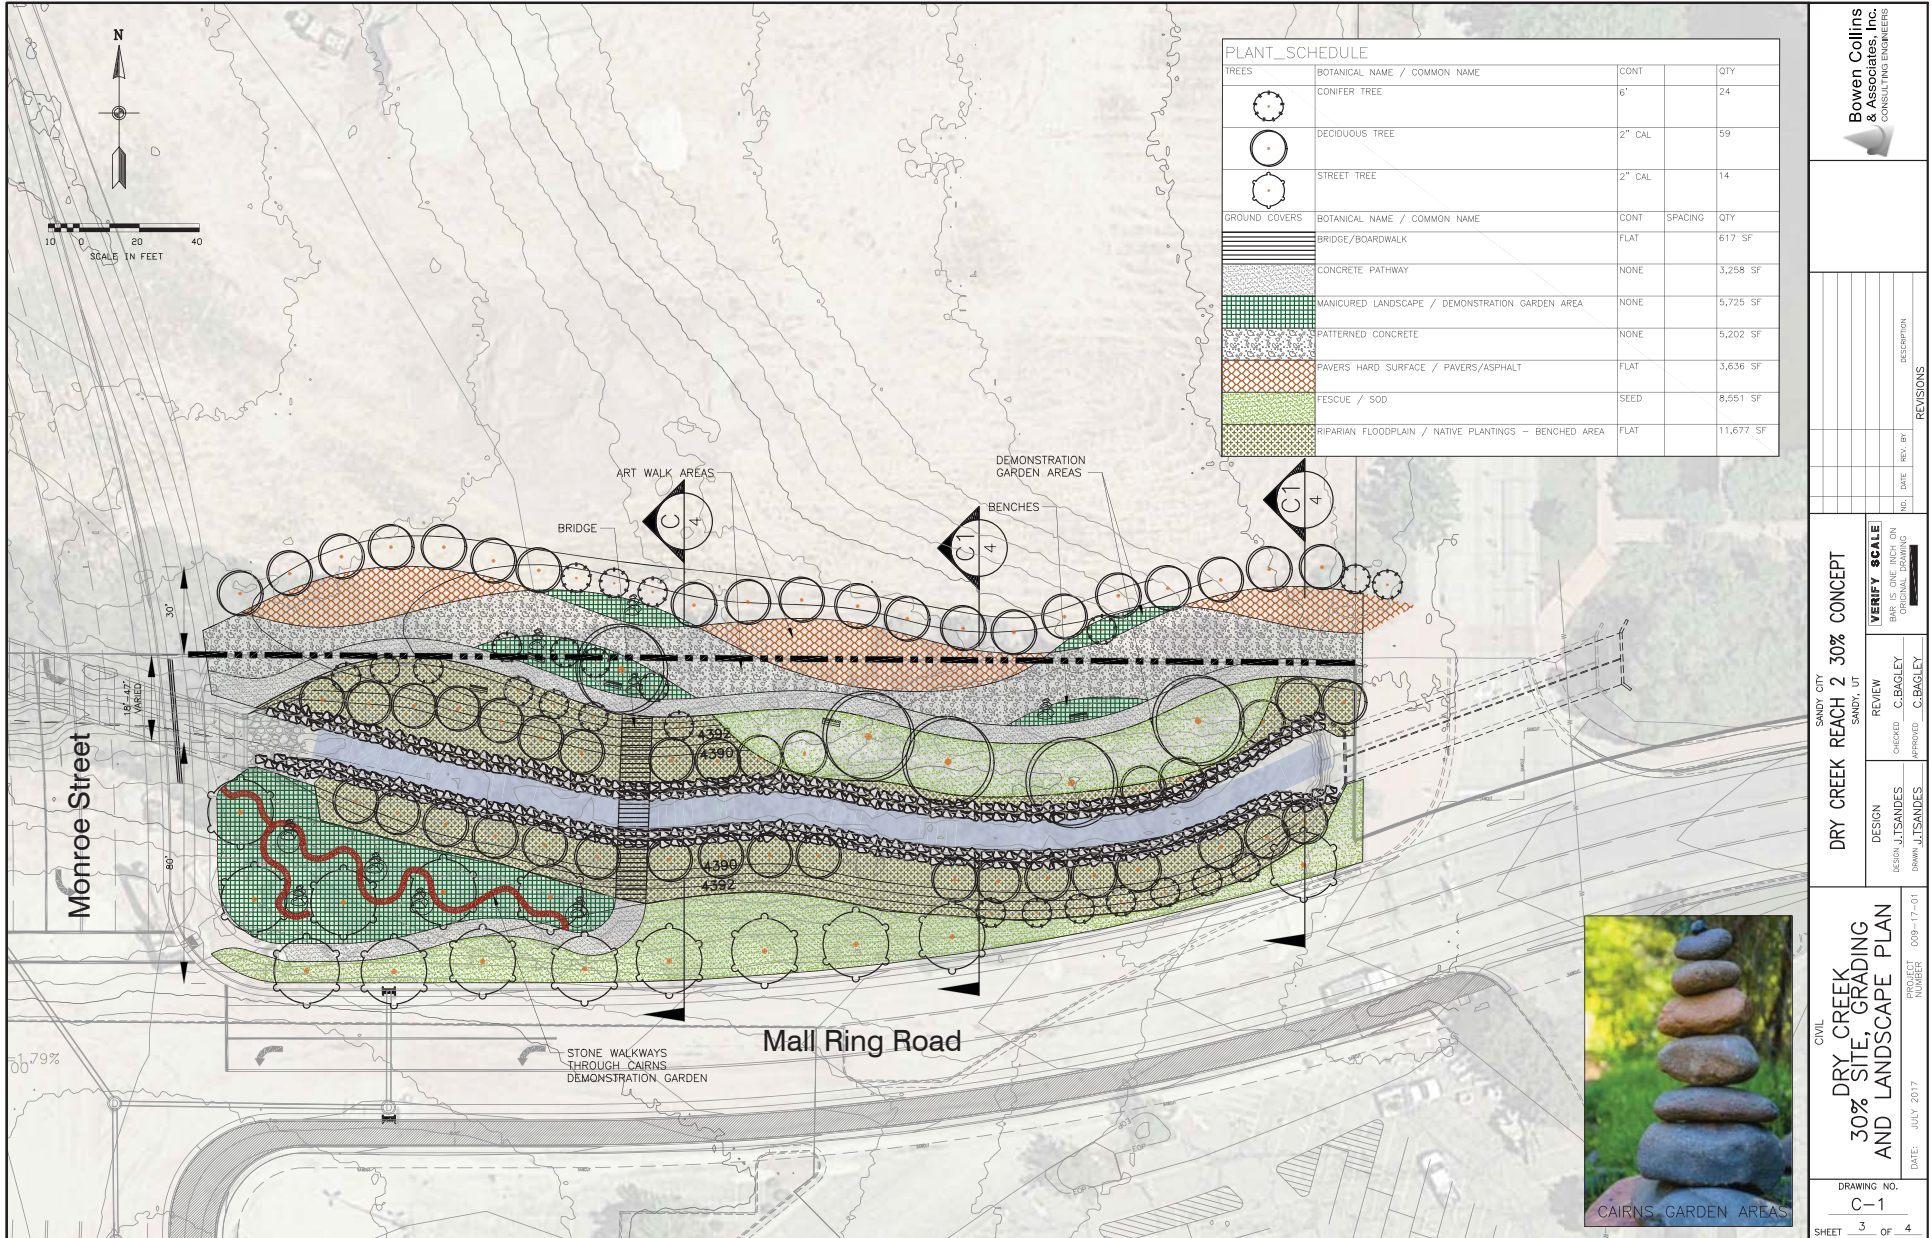 N
10 0 20 40
SCALE IN FEET
PLANT_SCHEDULE
TREES BOTANICAL NAME / COMMON NAME CONT QTY
CONIFER TREE 6' 24
DECIDUOUS TREE 2" CAL 59
STREET TREE 2" CAL 14
GROUND COVERS BOTANICAL NAME / COMMON NAME CONT SPACING QTY
BRIDGE/BOARDWALK FLAT 617 SF
CONCRETE PATHWAY NONE 3,258 SF
MANICURED LANDSCAPE / DEMONSTRATION GARDEN AREA NONE 5,725 SF
PATTERNED CONCRETE NONE 5,202 SF
PAVERS HARD SURFACE / PAVERS/ASPHALT FLAT 3,636 SF
FESCUE / SOD SEED 8,551 SF
RIPARIAN FLOODPLAIN / NATIVE PLANTINGS - BENCHED AREA FLAT 11,677 SF
ART WALK AREAS
DEMONSTRATION
GARDEN AREAS
BENCHES
BRIDGE
C
4
C1
4
C1
4
30'
18'-47'
VARIED
80'
4392
4390
4390
4392
Monroe Street
Mall Ring Road
STONE WALKWAYS
THROUGH CAIRNS
DEMONSTRATION GARDEN
EOP
EOP
EOP
CAIRNS GARDEN AREAS
Bowen Collins
& Associates, Inc.
CONSULTING ENGINEERS
NO. DATE REV. BY DESCRIPTION
REVISIONS
VERIFY SCALE
BAR IS ONE INCH ON
ORIGINAL DRAWING
SANDY CITY
DRY CREEK REACH 2 30% CONCEPT
SANDY, UT
DESIGN
DESIGN J.TSANDES
DRAWN J.TSANDES
REVIEW
CHECKED C.BAGLEY
APPROVED C.BAGLEY
CIVIL
DRY CREEK
30% SITE, GRADING
AND LANDSCAPE PLAN
PROJECT
NUMBER 009-17-01
DATE: JULY 2017
DRAWING NO.
C-1
SHEET 3 OF 4